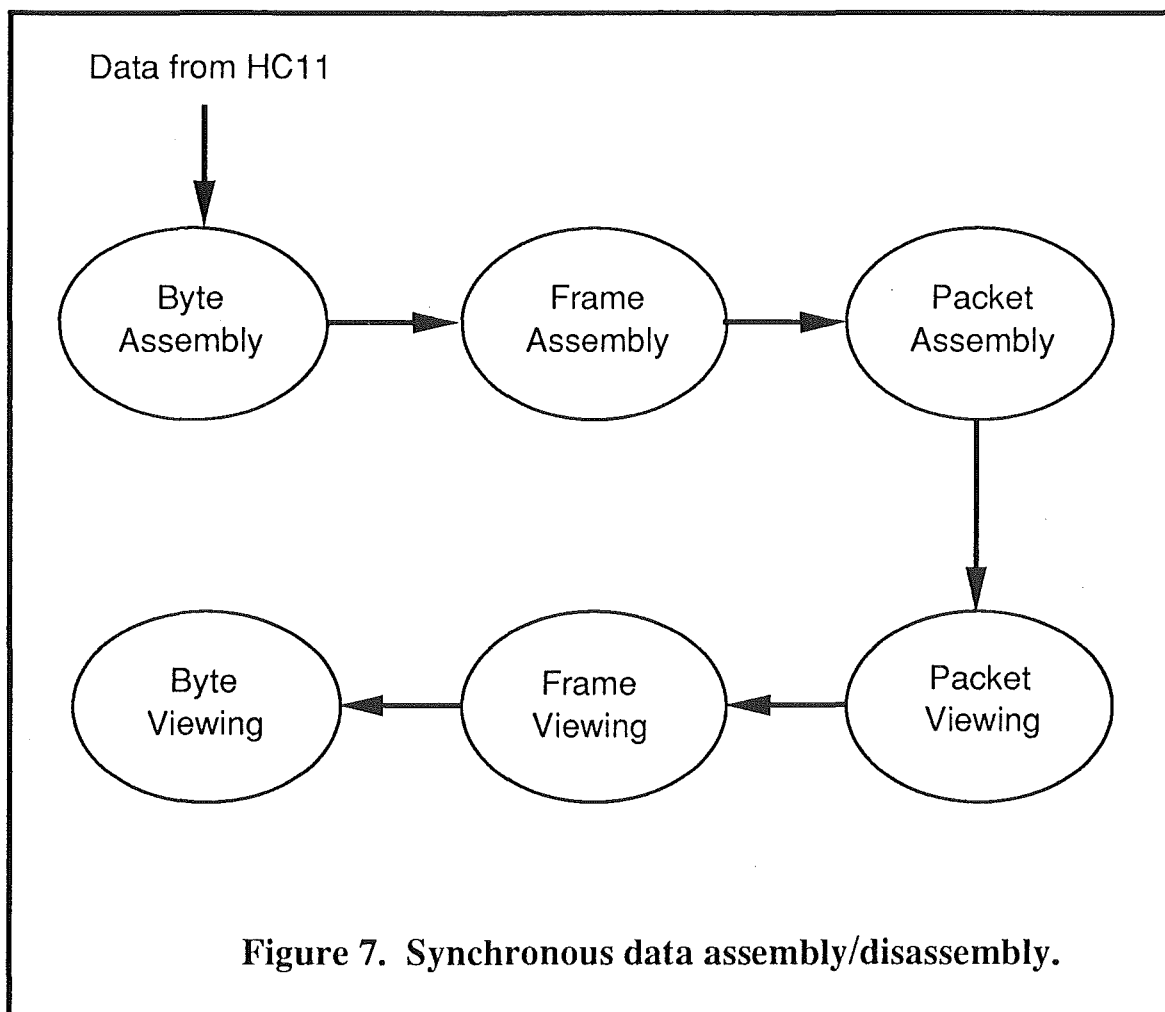 Data from HC11
Byte
Assembly
Frame
Assembly
Packet
Assembly
Packet
Viewing
Frame
Viewing
Byte
Viewing
Figure 7. Synchronous data assembly/disassembly.